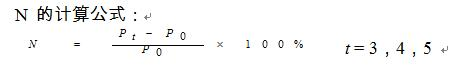 N 的计算公式：
N = (P_t − P_0) / P_0 × 100% t=3，4，5